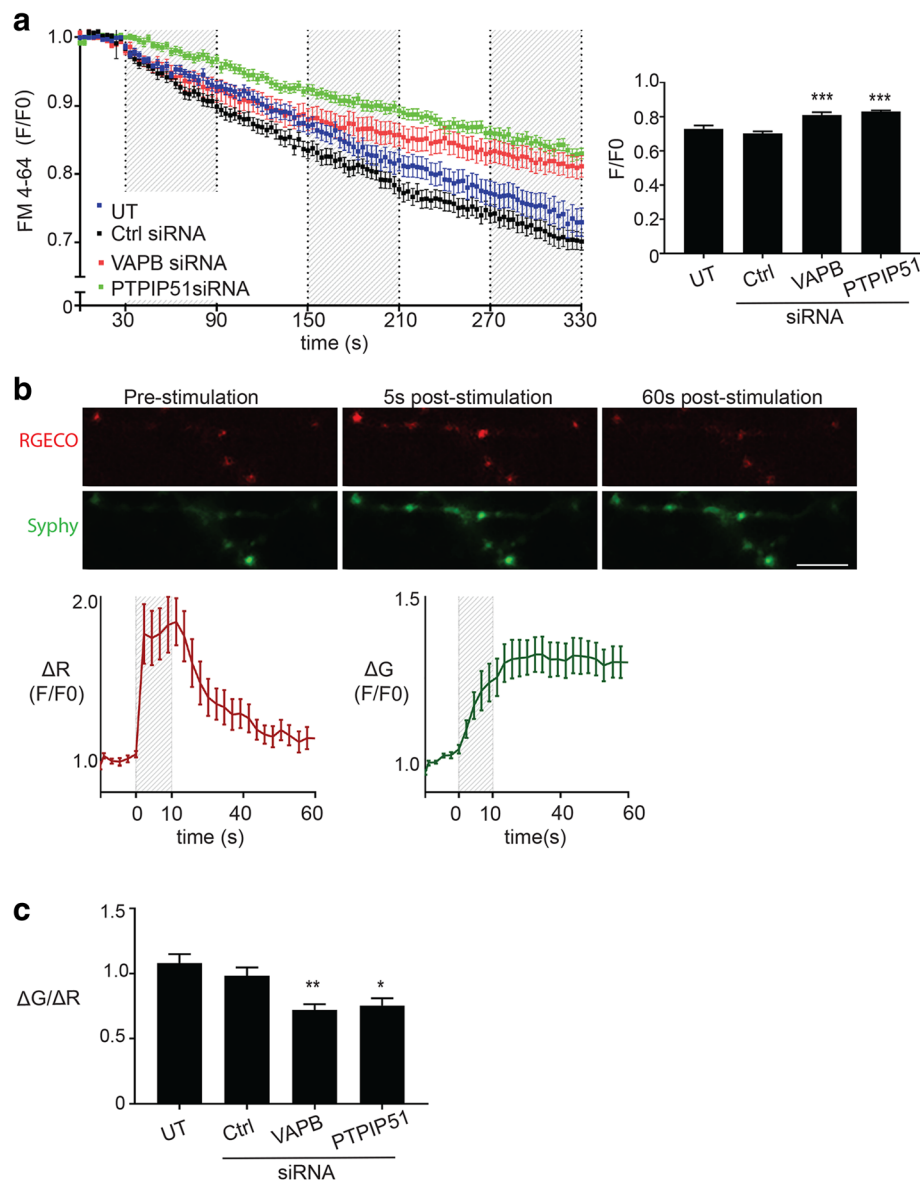 a
FM 4-64 (F/F0)
1.0
0.9
0.8
0.7
0
UT
Ctrl siRNA
VAPB siRNA
PTPIP51siRNA
30 90 150 210 270 330
time (s)
F/F0
1.0
0.8
0.6
0.4
0.2
0
*** ***
UT Ctrl VAPB PTPIP51
siRNA
b
Pre-stimulation 5s post-stimulation 60s post-stimulation
RGECO
Syphy
2.0
ΔR
(F/F0)
1.0
0 10 40 60
time (s)
1.5
ΔG
(F/F0)
1.0
0 10 40 60
time(s)
c
1.5
1.0
ΔG/ΔR
0.5
0
** *
UT Ctrl VAPB PTPIP51
siRNA